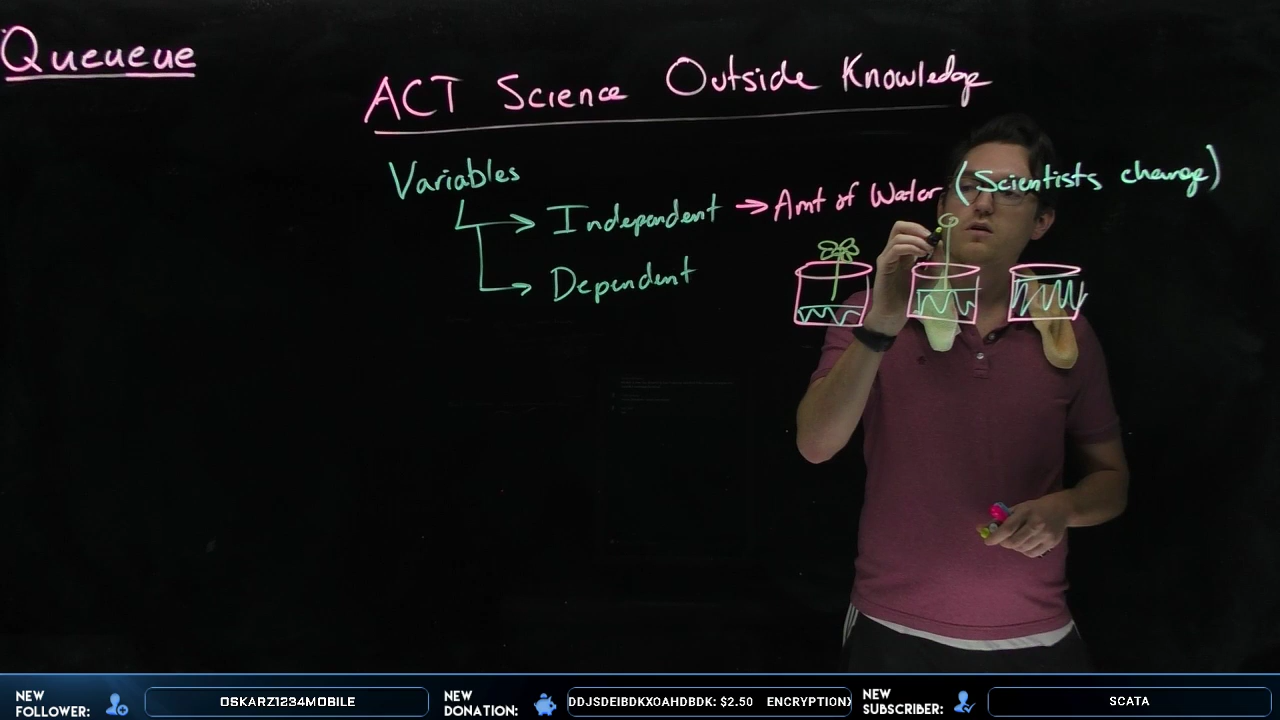 Queueue
ACT Science Outside Knowledge
Variables
Independent → Amt of Water (Scientists change)
Dependent
NEW FOLLOWER: OSKARZ1234MOBILE
NEW DONATION: DDJSDEIBDKXOAHDBDK: $2.50 ENCRYPTION
NEW SUBSCRIBER: SCATA